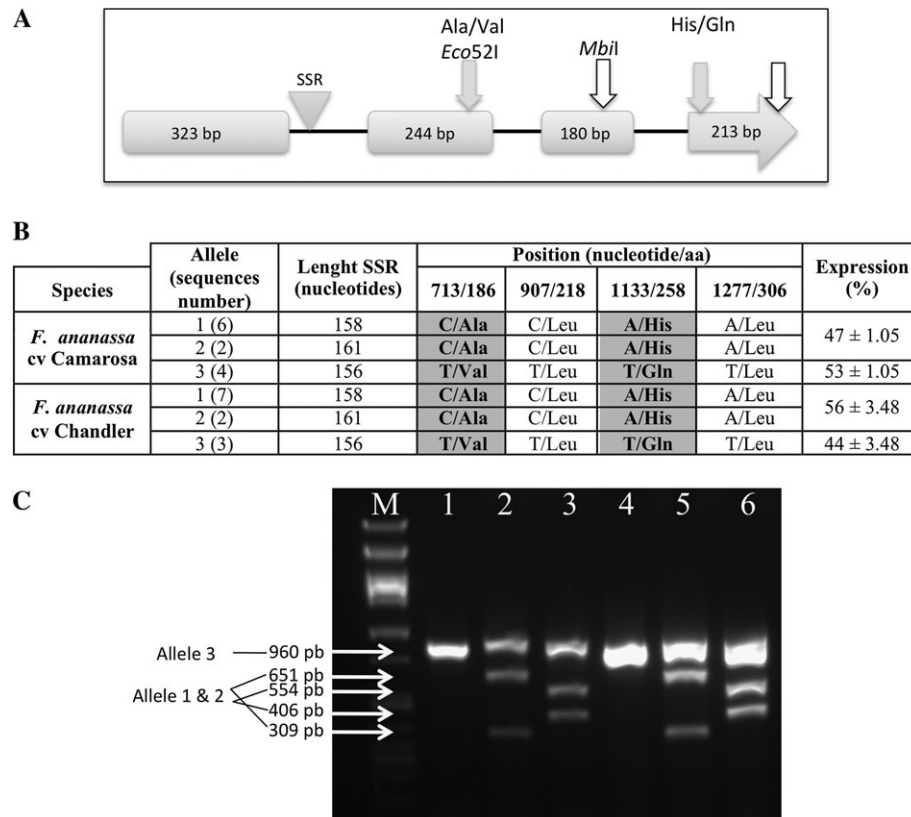 A
Ala/Val
Eco52I
MbiI
His/Gln
SSR
323 bp
244 bp
180 bp
213 bp
B
Species
Allele (sequences number)
Lenght SSR (nucleotides)
Position (nucleotide/aa)
Expression (%)
713/186 907/218 1133/258 1277/306
F. ananassa cv Camarosa
1 (6) 158 C/Ala C/Leu A/His A/Leu 47 ± 1.05
2 (2) 161 C/Ala C/Leu A/His A/Leu
3 (4) 156 T/Val T/Leu T/Gln T/Leu 53 ± 1.05
F. ananassa cv Chandler
1 (7) 158 C/Ala C/Leu A/His A/Leu 56 ± 3.48
2 (2) 161 C/Ala C/Leu A/His A/Leu
3 (3) 156 T/Val T/Leu T/Gln T/Leu 44 ± 3.48
C
M 1 2 3 4 5 6
Allele 3 960 pb
651 pb
Allele 1 & 2 554 pb
406 pb
309 pb